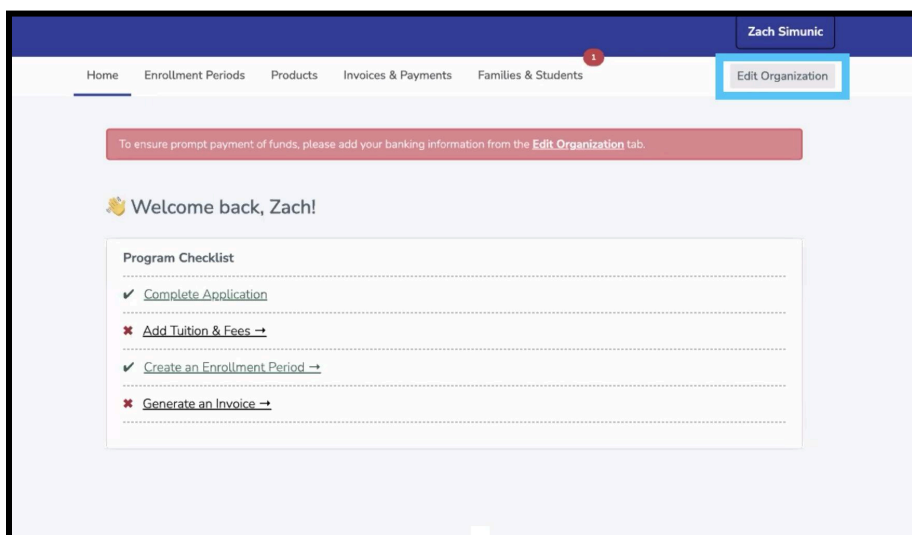 Zach Simunic
1
Home Enrollment Periods Products Invoices & Payments Families & Students Edit Organization
To ensure prompt payment of funds, please add your banking information from the Edit Organization tab.
👋 Welcome back, Zach!
Program Checklist
✔ Complete Application
✖ Add Tuition & Fees →
✔ Create an Enrollment Period →
✖ Generate an Invoice →